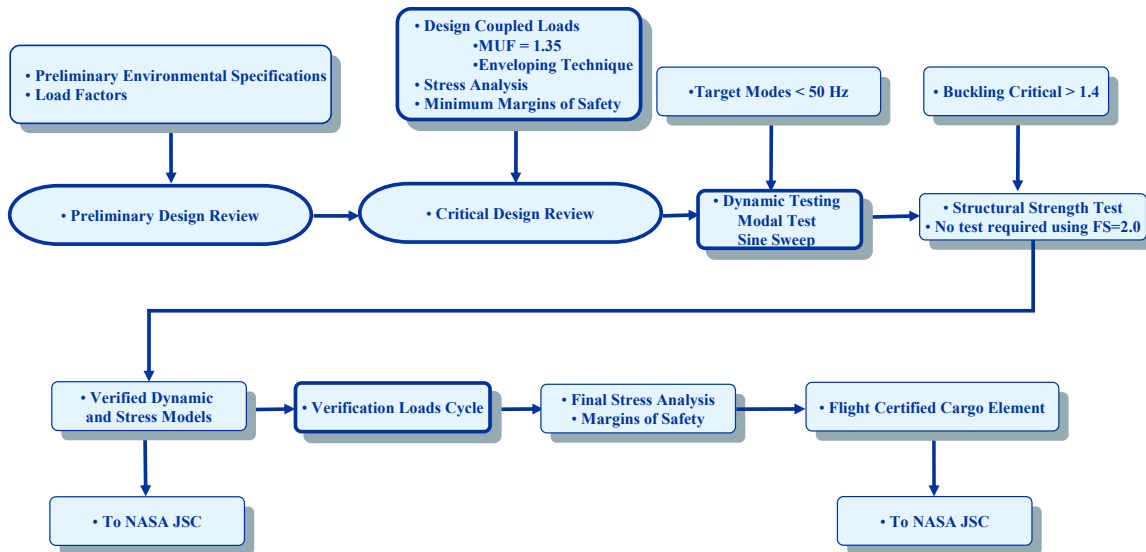 • Preliminary Environmental Specifications
• Load Factors
• Design Coupled Loads
•MUF = 1.35
•Enveloping Technique
• Stress Analysis
• Minimum Margins of Safety
•Target Modes < 50 Hz
• Buckling Critical > 1.4
• Preliminary Design Review
• Critical Design Review
• Dynamic Testing
Modal Test
Sine Sweep
• Structural Strength Test
• No test required using FS=2.0
• Verified Dynamic
and Stress Models
• Verification Loads Cycle
• Final Stress Analysis
• Margins of Safety
• Flight Certified Cargo Element
• To NASA JSC
• To NASA JSC